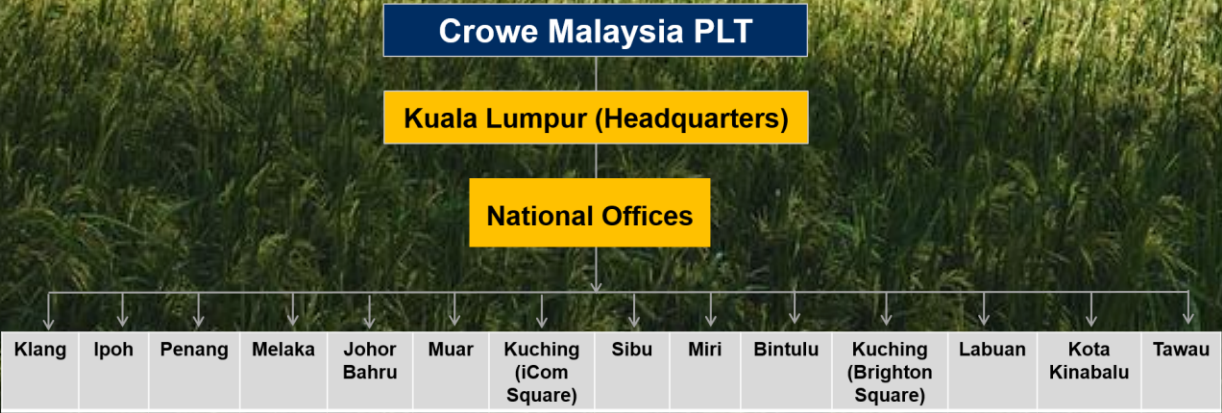 Crowe Malaysia PLT
Kuala Lumpur (Headquarters)
National Offices
Klang
Ipoh
Penang
Melaka
Johor
Bahru
Muar
Kuching
(iCom
Square)
Sibu
Miri
Bintulu
Kuching
(Brighton
Square)
Labuan
Kota
Kinabalu
Tawau